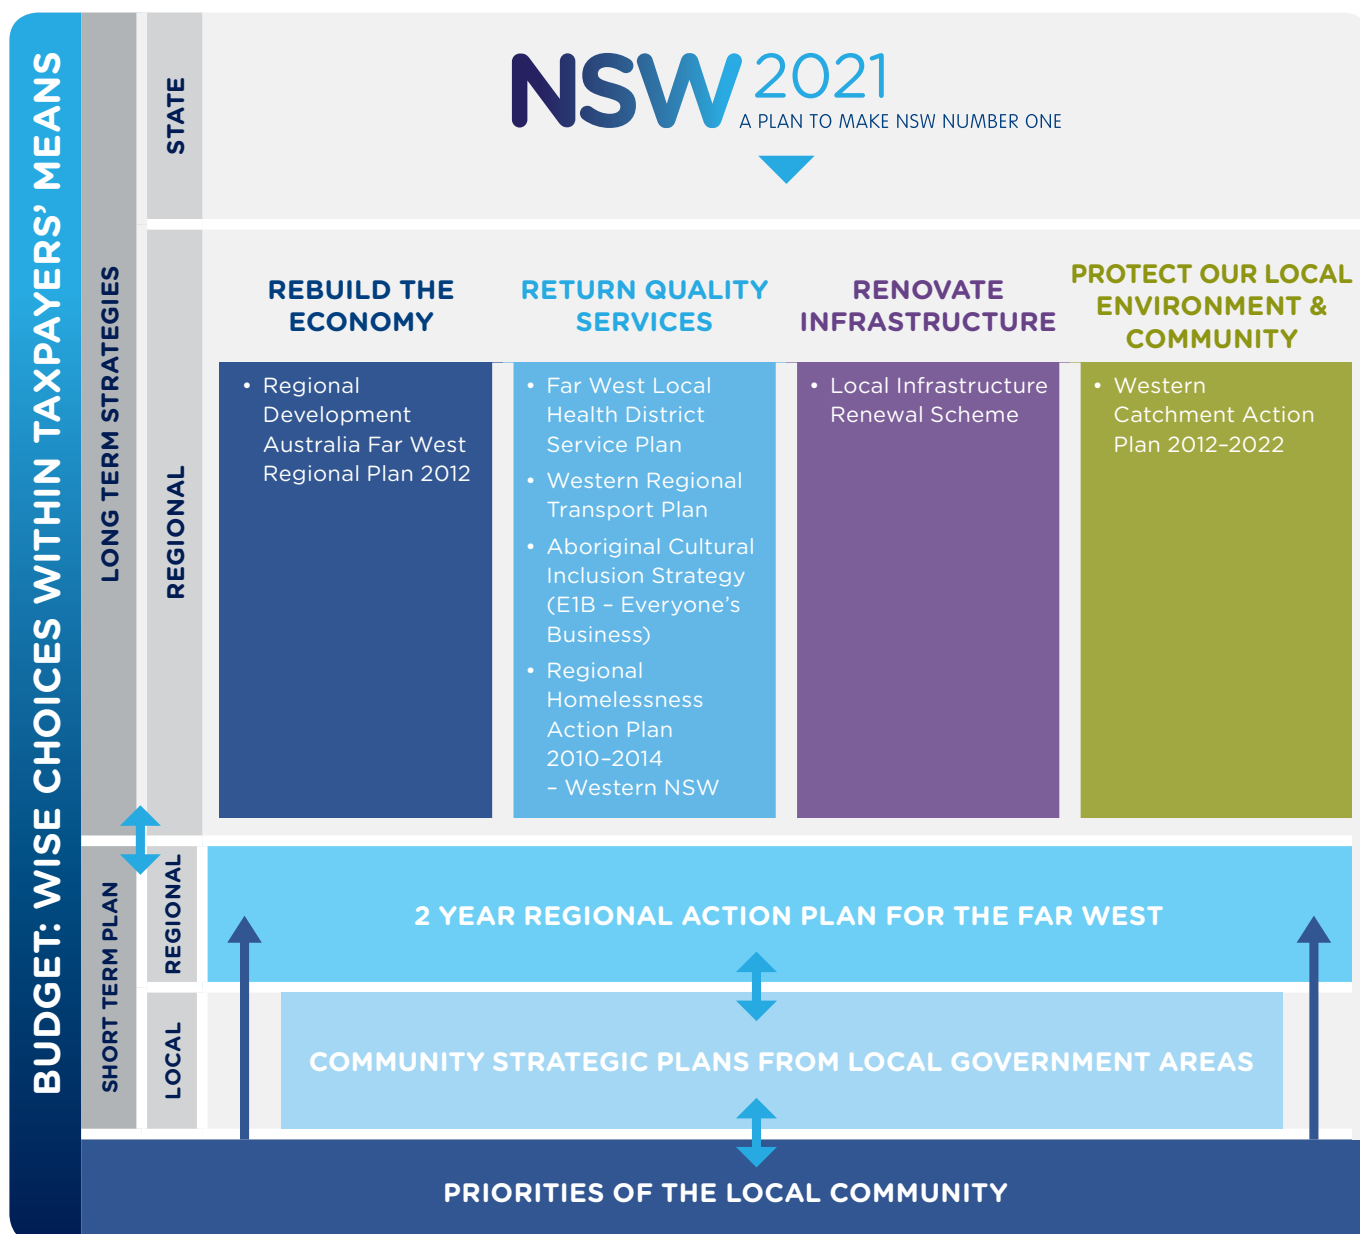 BUDGET: WISE CHOICES WITHIN TAXPAYERS’ MEANS
LONG TERM STRATEGIES
STATE
NSW 2021
A PLAN TO MAKE NSW NUMBER ONE
REGIONAL
REBUILD THE
ECONOMY
• Regional
Development
Australia Far West
Regional Plan 2012
RETURN QUALITY
SERVICES
• Far West Local
Health District
Service Plan
• Western Regional
Transport Plan
• Aboriginal Cultural
Inclusion Strategy
(E1B – Everyone’s
Business)
• Regional
Homelessness
Action Plan
2010–2014
– Western NSW
RENOVATE
INFRASTRUCTURE
• Local Infrastructure
Renewal Scheme
PROTECT OUR LOCAL
ENVIRONMENT &
COMMUNITY
• Western
Catchment Action
Plan 2012–2022
SHORT TERM PLAN
REGIONAL
2 YEAR REGIONAL ACTION PLAN FOR THE FAR WEST
LOCAL
COMMUNITY STRATEGIC PLANS FROM LOCAL GOVERNMENT AREAS
PRIORITIES OF THE LOCAL COMMUNITY